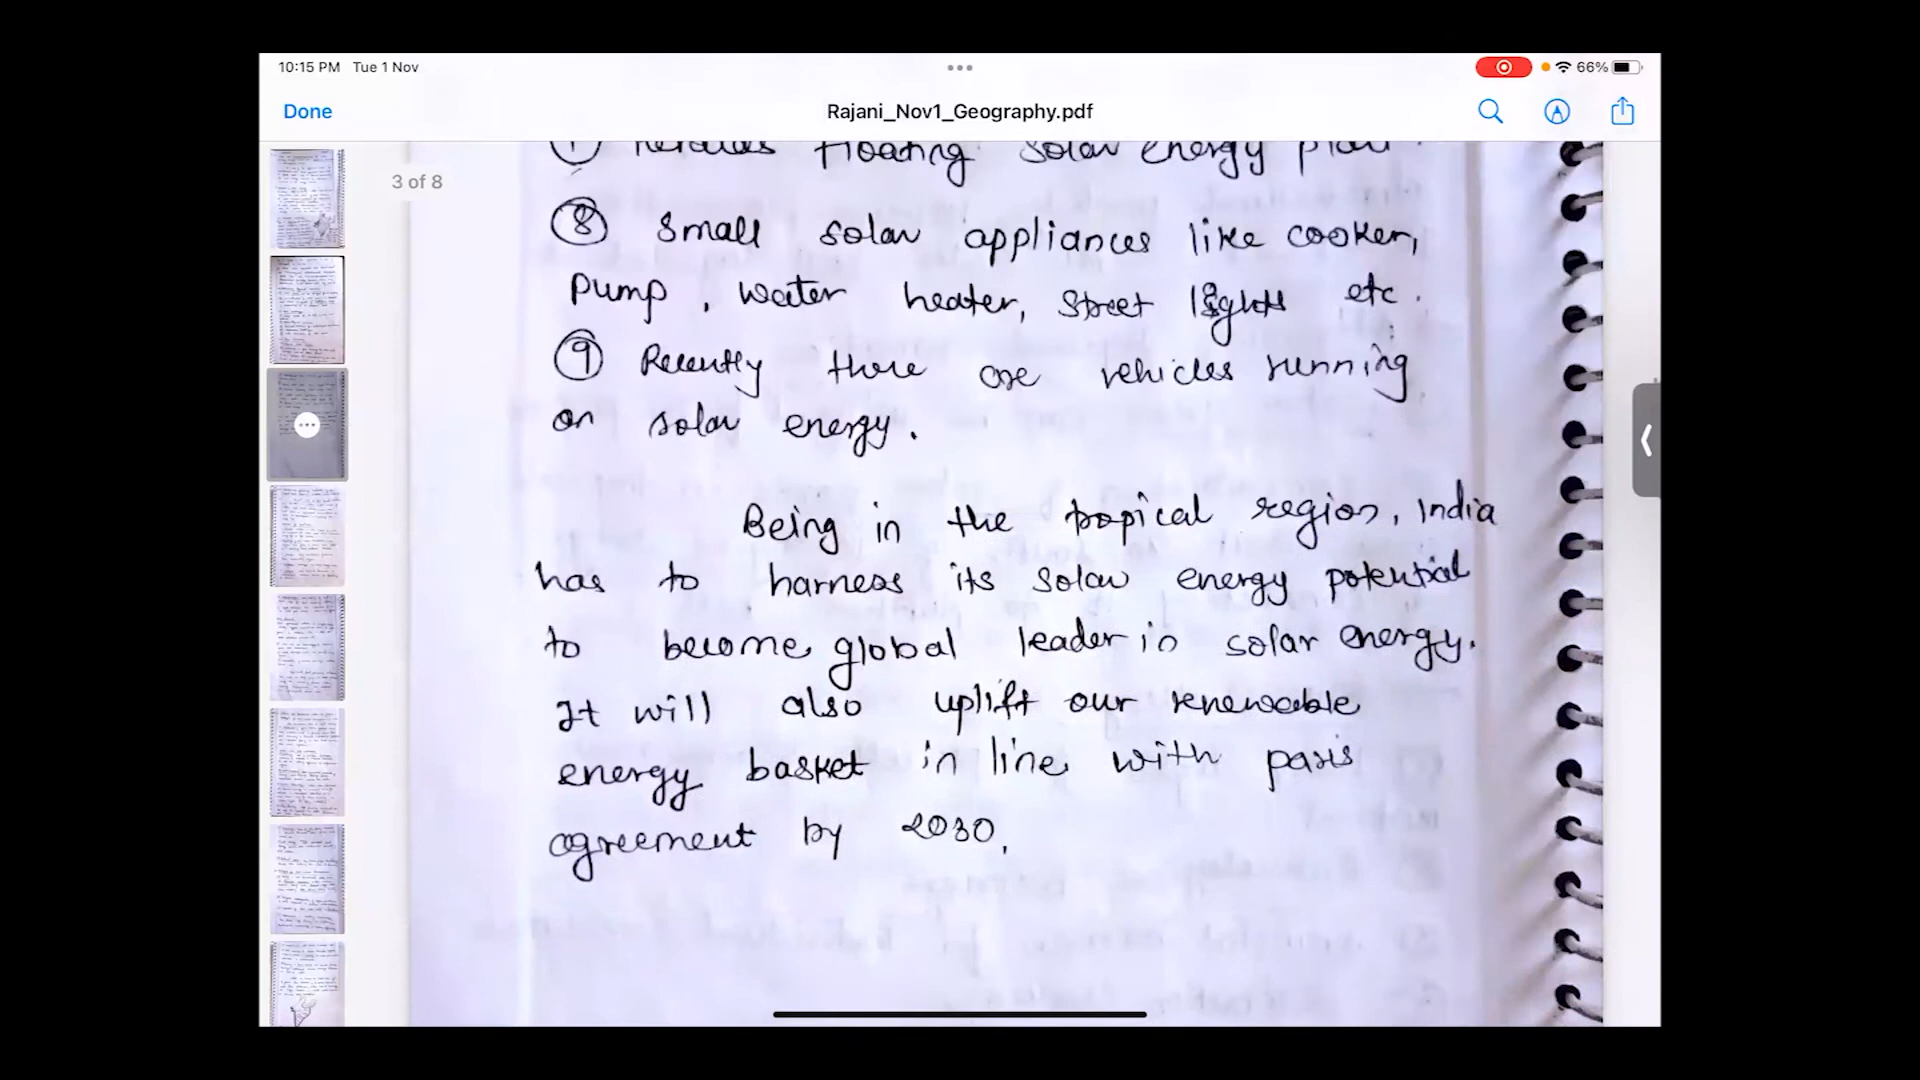 10:15 PM Tue 1 Nov
66%
Done
Rajani_Nov1_Geography.pdf
3 of 8
floating solar energy plant.
⑧ small solar appliances like cooker,
Pump, water heater, street lights etc.
⑨ Recently there are vehicles running
on solar energy.
Being in the tropical region, India
has to harness its solar energy potential
to become global leader in solar energy.
It will also uplift our renewable
energy basket in line with paris
agreement by 2030.